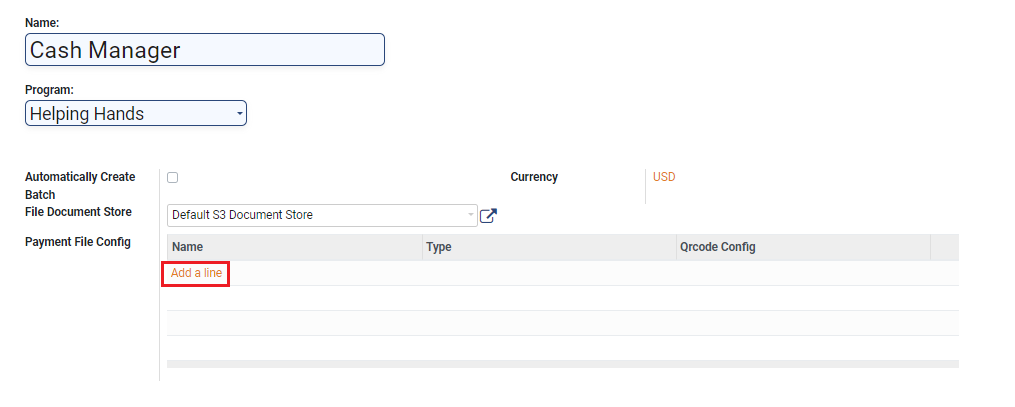 Name:
Cash Manager
Program:
Helping Hands
Automatically Create Batch
Currency
USD
File Document Store
Default S3 Document Store
Payment File Config
Name Type Qrcode Config
Add a line